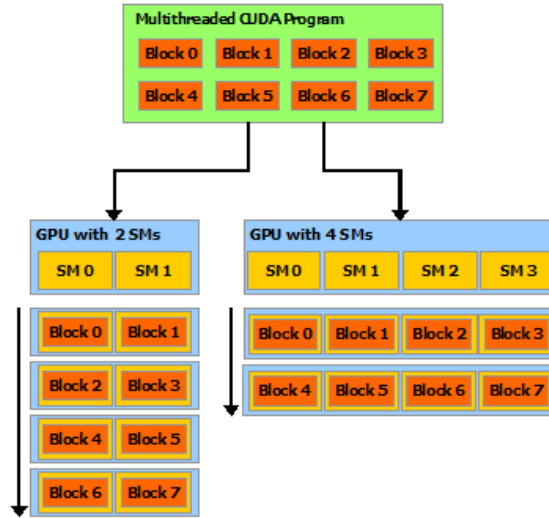 Multithreaded CUDA Program
Block 0 Block 1 Block 2 Block 3
Block 4 Block 5 Block 6 Block 7
GPU with 2 SMs
SM 0 SM 1
Block 0 Block 1
Block 2 Block 3
Block 4 Block 5
Block 6 Block 7
GPU with 4 SMs
SM 0 SM 1 SM 2 SM 3
Block 0 Block 1 Block 2 Block 3
Block 4 Block 5 Block 6 Block 7